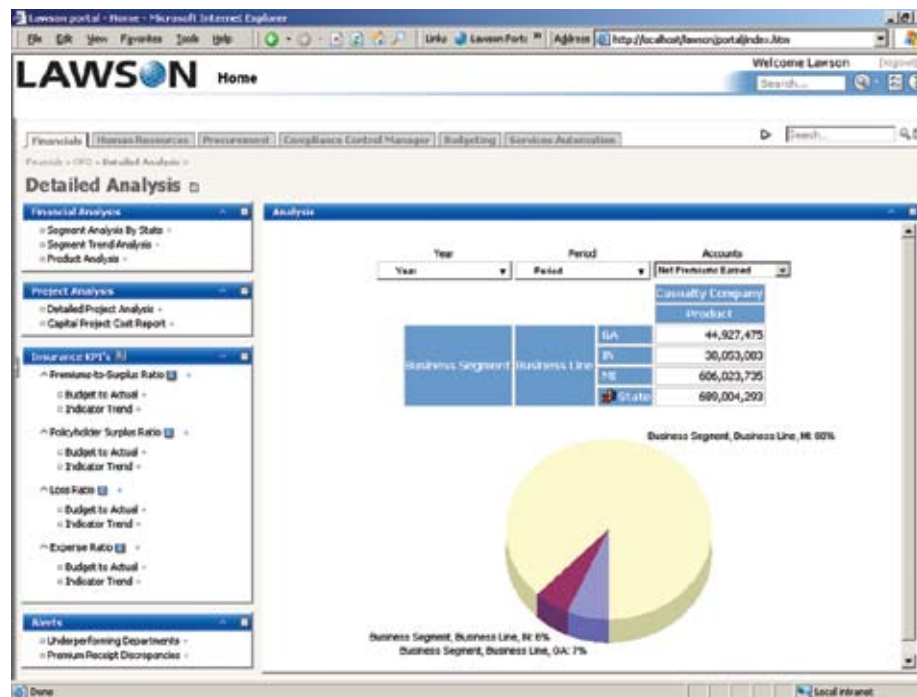 Lawson portal - Home - Microsoft Internet Explorer
File Edit View Favorites Tools Help
Links Lawson Porta »
Address http://localhost/lawson/portal/index.htm
LAWSON Home
Welcome Lawson
Search...
Financials Human Resources Procurement Compliance Control Manager Budgeting Services Automation
Search...
Financials » CFO » Detailed Analysis »
Detailed Analysis
Financial Analysis
Segment Analysis By State
Segment Trend Analysis
Product Analysis
Project Analysis
Detailed Project Analysis
Capital Project Cost Report
Insurance KPI's
Premiums-to-Surplus Ratio
Budget to Actual
Indicator Trend
Policyholder Surplus Ratio
Budget to Actual
Indicator Trend
Loss Ratio
Budget to Actual
Indicator Trend
Expense Ratio
Budget to Actual
Indicator Trend
Alerts
Underperforming Departments
Premium Receipt Discrepancies
Analysis
Year Period Accounts
Year Period Net Premiums Earned
Casualty Company
Product
Business Segment Business Line
GA 44,927,475
IN
MI 606,023,735
State 689,004,293
Business Segment, Business Line, MI: 88%
Business Segment, Business Line, IN: 6%
Business Segment, Business Line, GA: 7%
Done
Local intranet